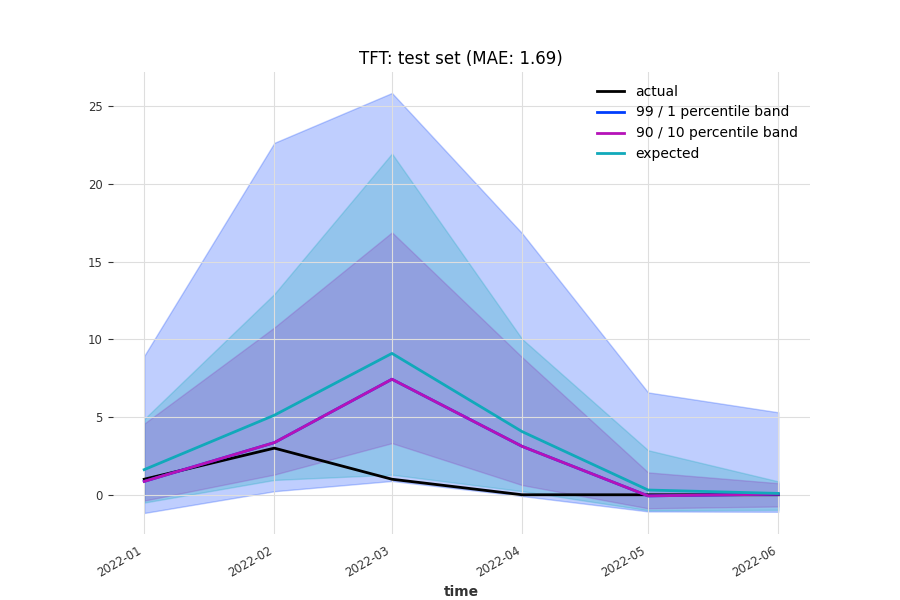 TFT: test set (MAE: 1.69)
actual
99 / 1 percentile band
90 / 10 percentile band
expected
25
20
15
10
5
0
2022-01
2022-02
2022-03
2022-04
2022-05
2022-06
time